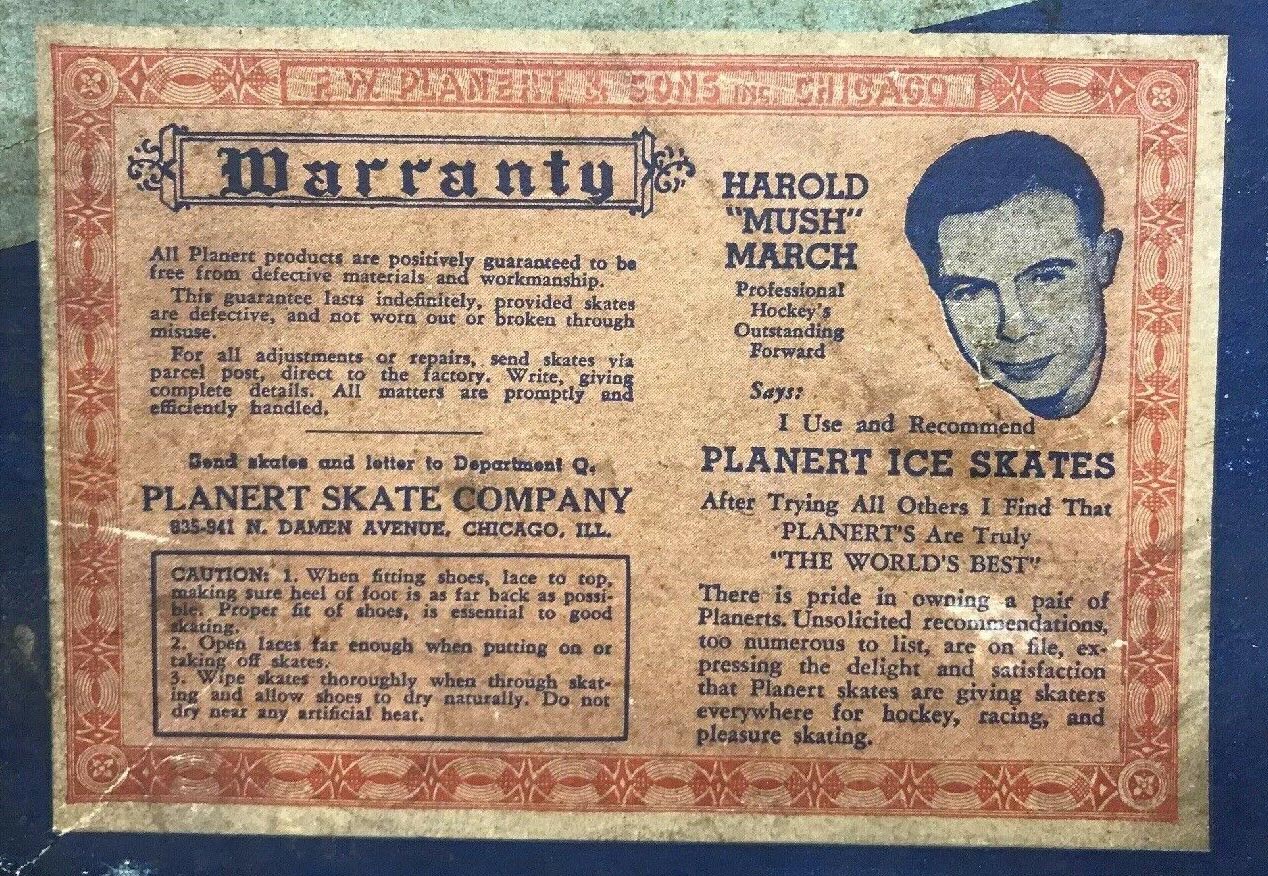 F. W. PLANERT & SONS INC. CHICAGO
Warranty
All Planert products are positively guaranteed to be
free from defective materials and workmanship.
This guarantee lasts indefinitely, provided skates
are defective, and not worn out or broken through
misuse.
For all adjustments or repairs, send skates via
parcel post, direct to the factory. Write, giving
complete details. All matters are promptly and
efficiently handled.
Send skates and letter to Department Q.
PLANERT SKATE COMPANY
835-941 N. DAMEN AVENUE, CHICAGO, ILL.
CAUTION: 1. When fitting shoes, lace to top,
making sure heel of foot is as far back as possi-
ble. Proper fit of shoes, is essential to good
skating.
2. Open laces far enough when putting on or
taking off skates.
3. Wipe skates thoroughly when through skat-
ing and allow shoes to dry naturally. Do not
dry near any artificial heat.
HAROLD
"MUSH"
MARCH
Professional
Hockey's
Outstanding
Forward
Says:
I Use and Recommend
PLANERT ICE SKATES
After Trying All Others I Find That
PLANERT'S Are Truly
"THE WORLD'S BEST"
There is pride in owning a pair of
Planerts. Unsolicited recommendations,
too numerous to list, are on file, ex-
pressing the delight and satisfaction
that Planert skates are giving skaters
everywhere for hockey, racing, and
pleasure skating.